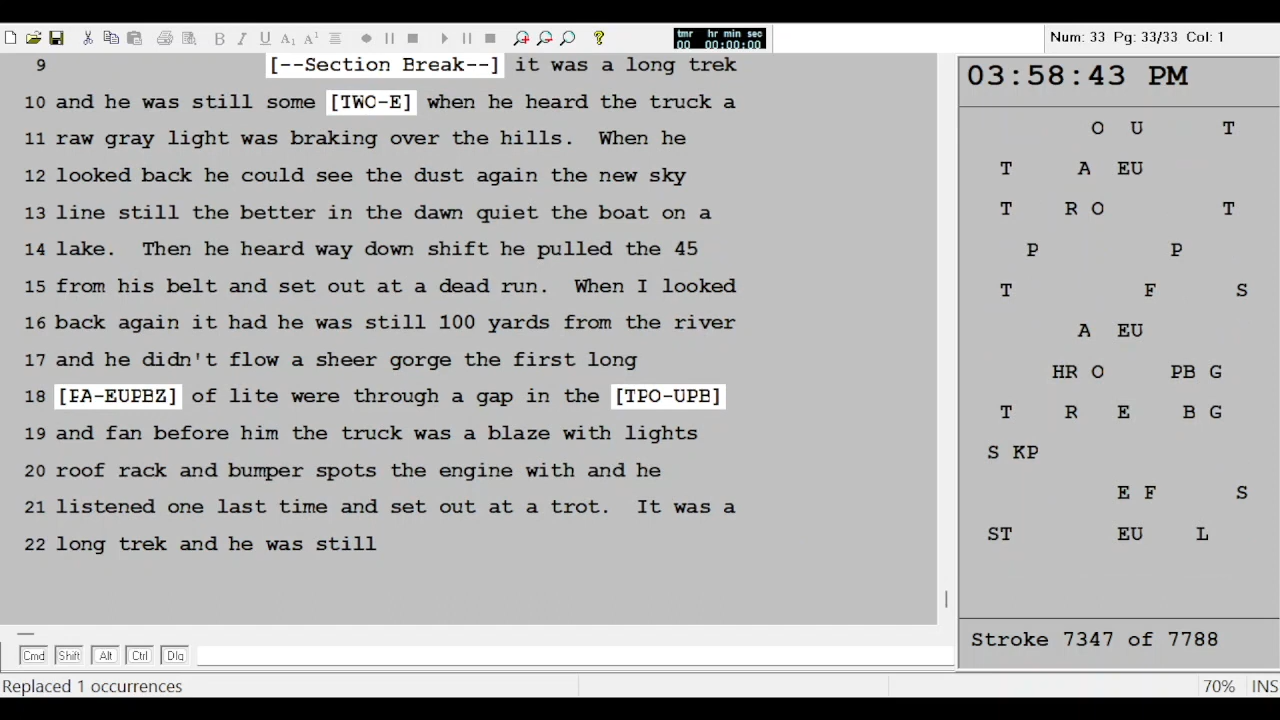 B I U A₁ A¹
tmr hr min sec
00 00:00:00
Num: 33 Pg: 33/33 Col: 1
9 [--Section Break--] it was a long trek
10 and he was still some [TWO-E] when he heard the truck a
11 raw gray light was braking over the hills. When he
12 looked back he could see the dust again the new sky
13 line still the better in the dawn quiet the boat on a
14 lake. Then he heard way down shift he pulled the 45
15 from his belt and set out at a dead run. When I looked
16 back again it had he was still 100 yards from the river
17 and he didn't flow a sheer gorge the first long
18 [PA-EUPBZ] of lite were through a gap in the [TPO-UPB]
19 and fan before him the truck was a blaze with lights
20 roof rack and bumper spots the engine with and he
21 listened one last time and set out at a trot. It was a
22 long trek and he was still
03:58:43 PM
O U T
T A EU
T R O T
P P
T F S
A EU
HR O PB G
T R E B G
S KP
E F S
ST EU L
Stroke 7347 of 7788
Cmd Shift Alt Ctrl Dlg
Replaced 1 occurrences
70% INS